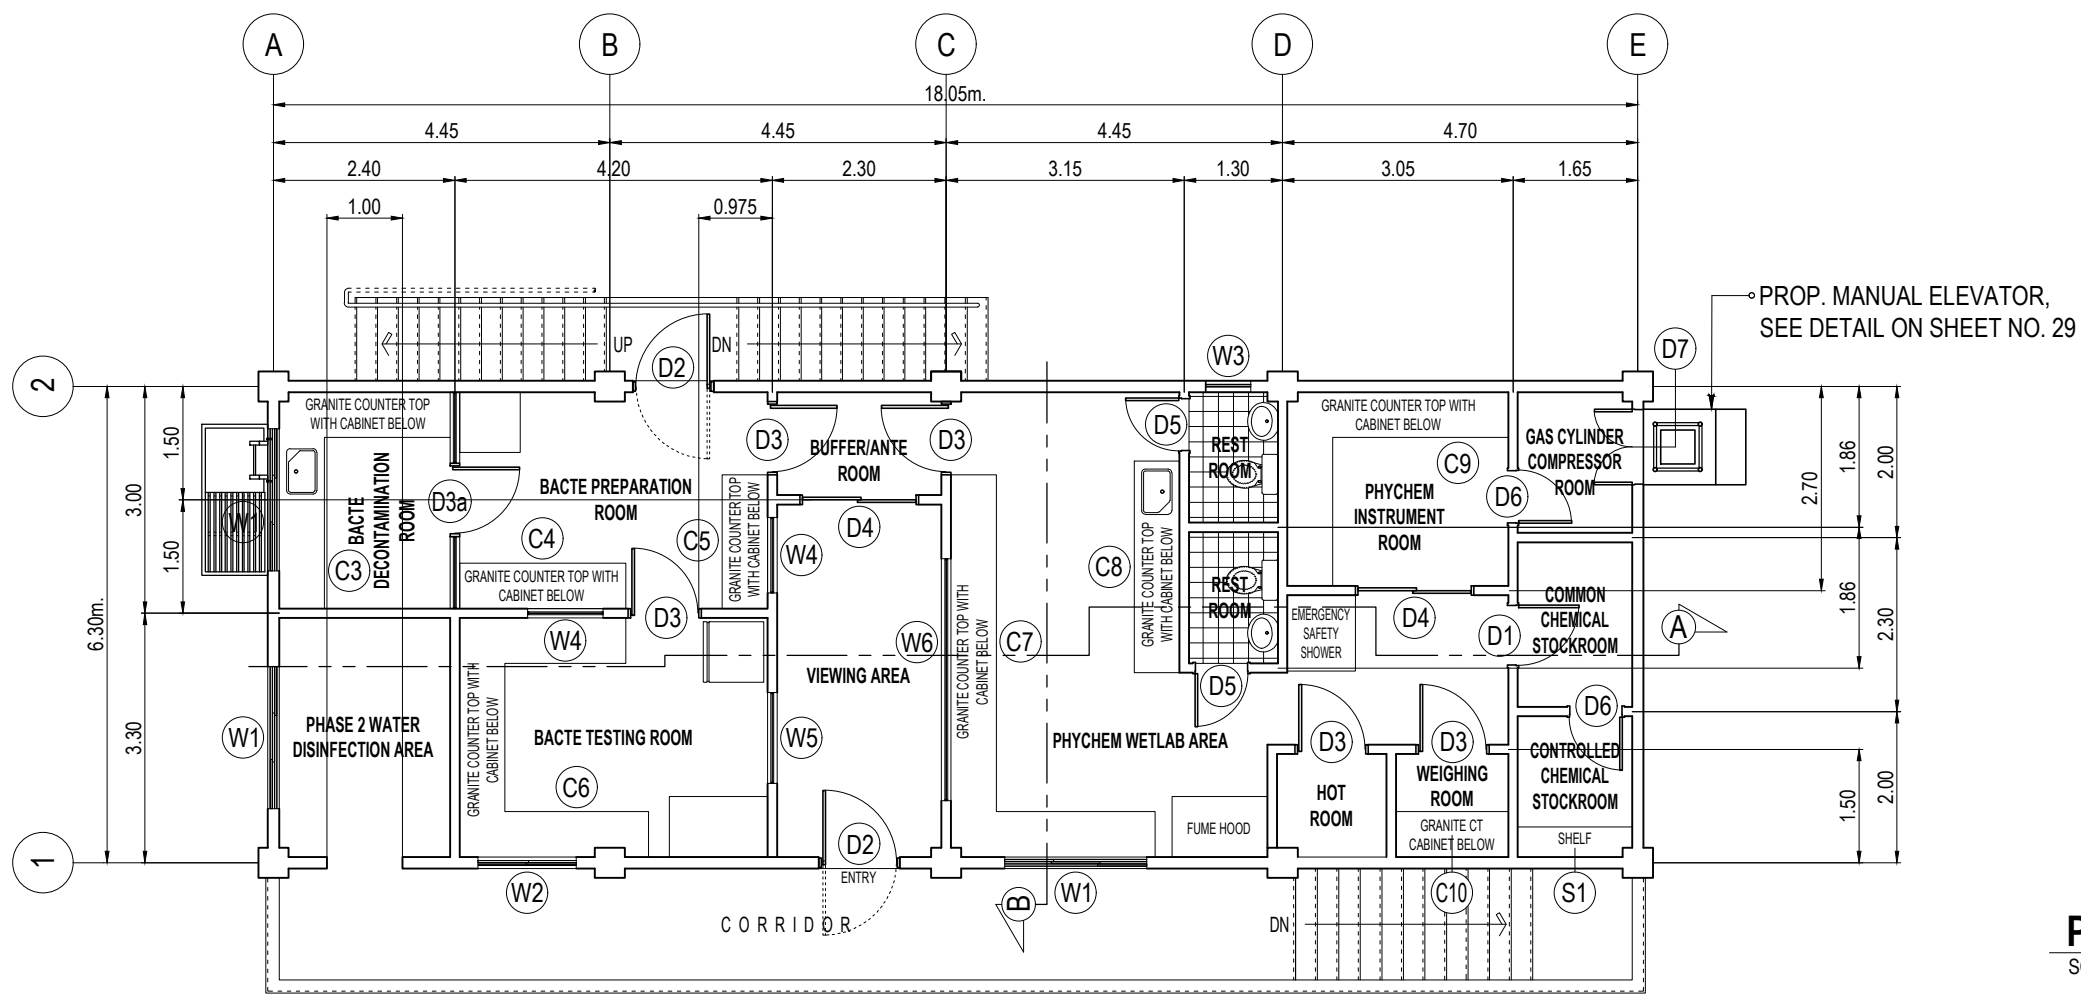 A B C D E
18.05m.
4.45 4.45 4.45 4.70
2.40 4.20 2.30 3.15 1.30 3.05 1.65
1.00 0.975
PROP. MANUAL ELEVATOR,
SEE DETAIL ON SHEET NO. 29
UP DN
D2
W3
D7
2
GRANITE COUNTER TOP
WITH CABINET BELOW
GRANITE COUNTER TOP WITH
CABINET BELOW
1.50
3.00
1.50
6.30m.
3.30
D3
BUFFER/ANTE
ROOM
D3
D5
REST
ROOM
C9
GAS CYLINDER
COMPRESSOR
ROOM
1.86
2.00
2.70
W1
C3
BACTE
DECONTAMINATION
ROOM
D3a
BACTE PREPARATION
ROOM
C4
C5
GRANITE COUNTER TOP
WITH CABINET BELOW
D4
W4
PHYCHEM
INSTRUMENT
ROOM
D6
C8
GRANITE COUNTER TOP
WITH CABINET BELOW
GRANITE COUNTER TOP WITH
CABINET BELOW
REST
ROOM
COMMON
CHEMICAL
STOCKROOM
1.86
2.30
W4
D3
W6
C7
GRANITE COUNTER TOP WITH
CABINET BELOW
EMERGENCY
SAFETY
SHOWER
D4
D1
A
VIEWING AREA
D5
D6
W1
PHASE 2 WATER
DISINFECTION AREA
GRANITE COUNTER TOP WITH
CABINET BELOW
BACTE TESTING ROOM
C6
W5
PHYCHEM WETLAB AREA
D3
D3
HOT
ROOM
WEIGHING
ROOM
CONTROLLED
CHEMICAL
STOCKROOM
1.50
2.00
FUME HOOD
GRANITE CT
CABINET BELOW
SHELF
1
D2
ENTRY
W2
B
W1
C10
S1
CORRIDOR
DN